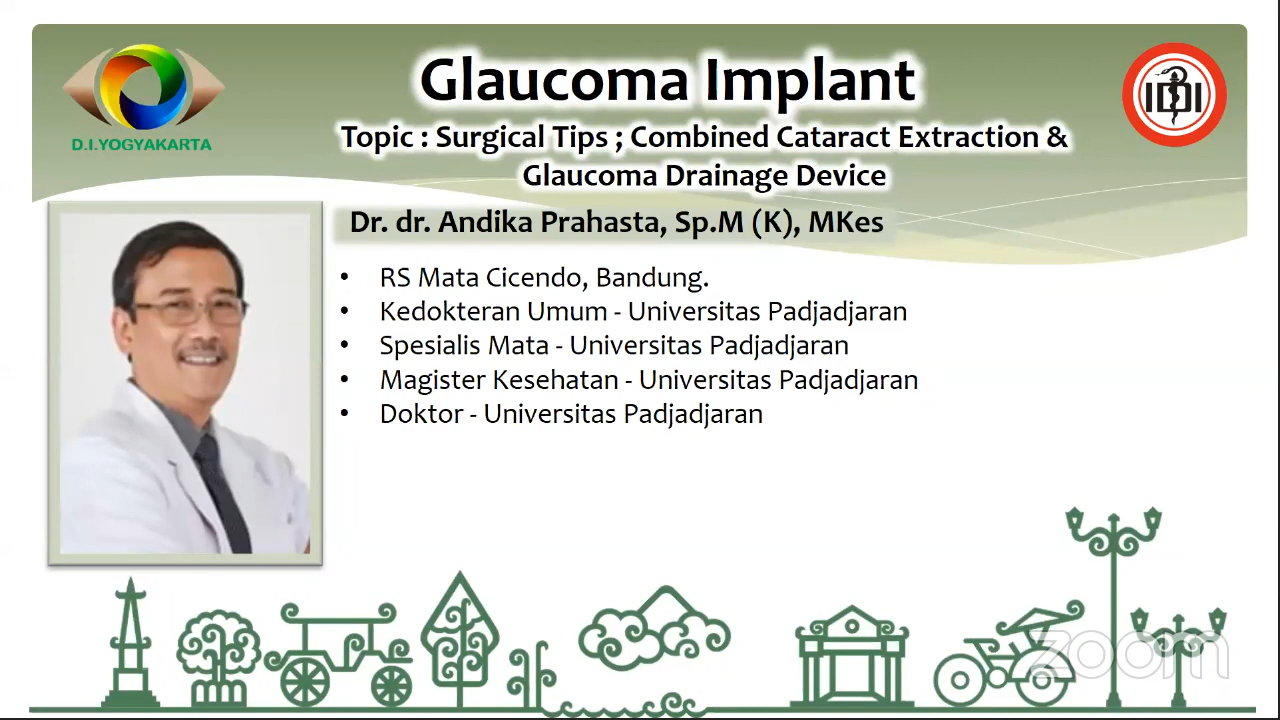 Glaucoma Implant
Topic : Surgical Tips ; Combined Cataract Extraction &
Glaucoma Drainage Device
D.I.YOGYAKARTA
IDI
Dr. dr. Andika Prahasta, Sp.M (K), MKes
• RS Mata Cicendo, Bandung.
• Kedokteran Umum - Universitas Padjadjaran
• Spesialis Mata - Universitas Padjadjaran
• Magister Kesehatan - Universitas Padjadjaran
• Doktor - Universitas Padjadjaran
zoom